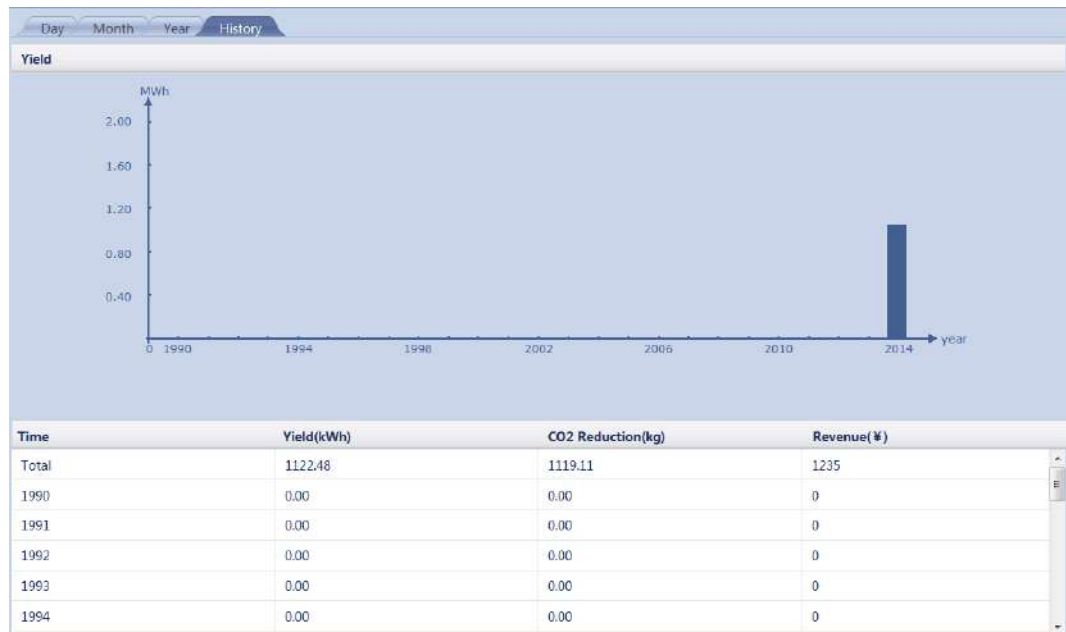 Day Month Year History
Yield
MWh
2.00
1.60
1.20
0.80
0.40
0 1990 1994 1998 2002 2006 2010 2014 year
Time Yield(kWh) CO2 Reduction(kg) Revenue(¥)
Total 1122.48 1119.11 1235
1990 0.00 0.00 0
1991 0.00 0.00 0
1992 0.00 0.00 0
1993 0.00 0.00 0
1994 0.00 0.00 0